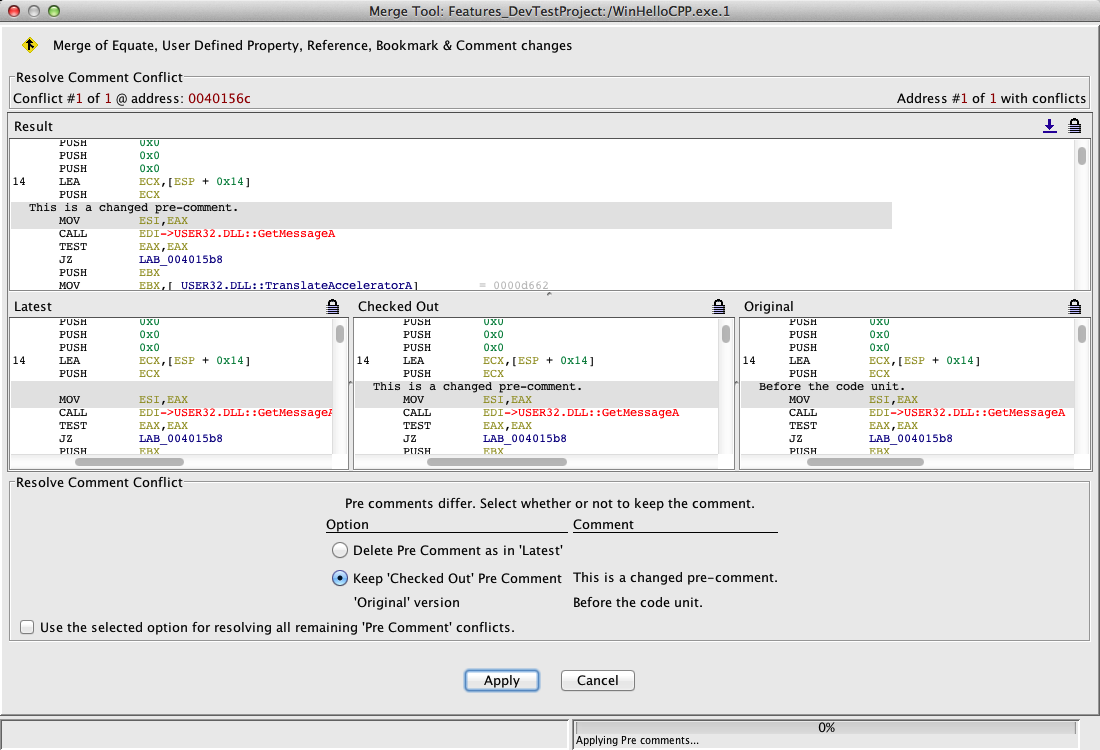 Merge Tool: Features_DevTestProject:/WinHelloCPP.exe.1
Merge of Equate, User Defined Property, Reference, Bookmark & Comment changes
Resolve Comment Conflict
Conflict #1 of 1 @ address: 0040156c
Address #1 of 1 with conflicts
Result
PUSH 0x0
PUSH 0x0
PUSH 0x0
14 LEA ECX,[ESP + 0x14]
PUSH ECX
This is a changed pre-comment.
MOV ESI,EAX
CALL EDI->USER32.DLL::GetMessageA
TEST EAX,EAX
JZ LAB_004015b8
PUSH EBX
MOV EBX,[_USER32.DLL::TranslateAcceleratorA] = 0000d662
Latest
PUSH 0x0
PUSH 0x0
PUSH 0x0
14 LEA ECX,[ESP + 0x14]
PUSH ECX
MOV ESI,EAX
CALL EDI->USER32.DLL::GetMessageA
TEST EAX,EAX
JZ LAB_004015b8
PUSH EBX
Checked Out
PUSH 0x0
PUSH 0x0
PUSH 0x0
14 LEA ECX,[ESP + 0x14]
PUSH ECX
This is a changed pre-comment.
MOV ESI,EAX
CALL EDI->USER32.DLL::GetMessageA
TEST EAX,EAX
JZ LAB_004015b8
PUSH EBX
Original
PUSH 0x0
PUSH 0x0
PUSH 0x0
14 LEA ECX,[ESP + 0x14]
PUSH ECX
Before the code unit.
MOV ESI,EAX
CALL EDI->USER32.DLL::GetMessageA
TEST EAX,EAX
JZ LAB_004015b8
PUSH EBX
Resolve Comment Conflict
Pre comments differ. Select whether or not to keep the comment.
Option Comment
Delete Pre Comment as in 'Latest'
Keep 'Checked Out' Pre Comment This is a changed pre-comment.
'Original' version Before the code unit.
Use the selected option for resolving all remaining 'Pre Comment' conflicts.
Apply Cancel
0%
Applying Pre comments...